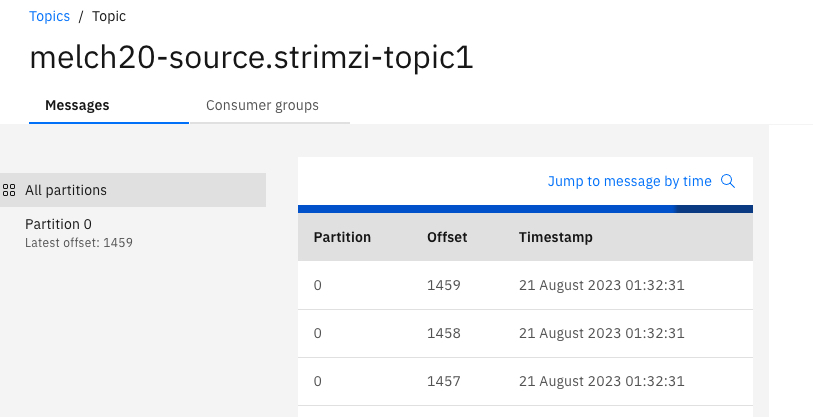 Topics / Topic
melch20-source.strimzi-topic1
Messages Consumer groups
All partitions
Partition 0
Latest offset: 1459
Jump to message by time
Partition Offset Timestamp
0 1459 21 August 2023 01:32:31
0 1458 21 August 2023 01:32:31
0 1457 21 August 2023 01:32:31